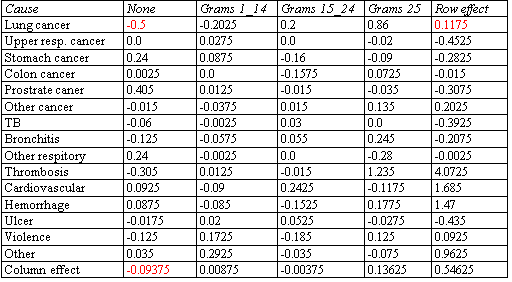 Cause None Grams 1_14 Grams 15_24 Grams 25 Row effect
Lung cancer -0.5 -0.2025 0.2 0.86 0.1175
Upper resp. cancer 0.0 0.0275 0.0 -0.02 -0.4525
Stomach cancer 0.24 0.0875 -0.16 -0.09 -0.2825
Colon cancer 0.0025 0.0 -0.1575 0.0725 -0.015
Prostrate caner 0.405 0.0125 -0.015 -0.035 -0.3075
Other cancer -0.015 -0.0375 0.015 0.135 0.2025
TB -0.06 -0.0025 0.03 0.0 -0.3925
Bronchitis -0.125 -0.0575 0.055 0.245 -0.2075
Other respitory 0.24 -0.0025 0.0 -0.28 -0.0025
Thrombosis -0.305 0.0125 -0.015 1.235 4.0725
Cardiovascular 0.0925 -0.09 0.2425 -0.1175 1.685
Hemorrhage 0.0875 -0.085 -0.1525 0.1775 1.47
Ulcer -0.0175 0.02 0.0525 -0.0275 -0.435
Violence -0.125 0.1725 -0.185 0.125 0.0925
Other 0.035 0.2925 -0.035 -0.075 0.9625
Column effect -0.09375 0.00875 -0.00375 0.13625 0.54625